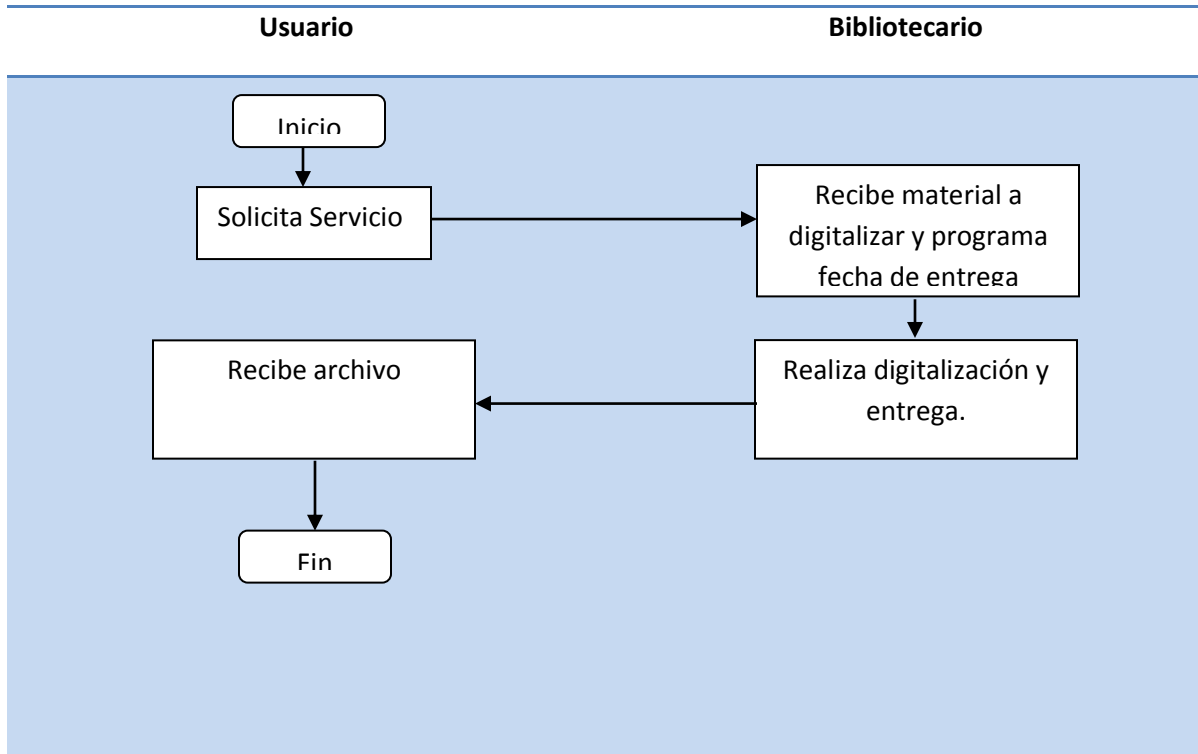 Usuario
Bibliotecario
Inicio
Solicita Servicio
Recibe material a
digitalizar y programa
fecha de entrega
Recibe archivo
Realiza digitalización y
entrega.
Fin